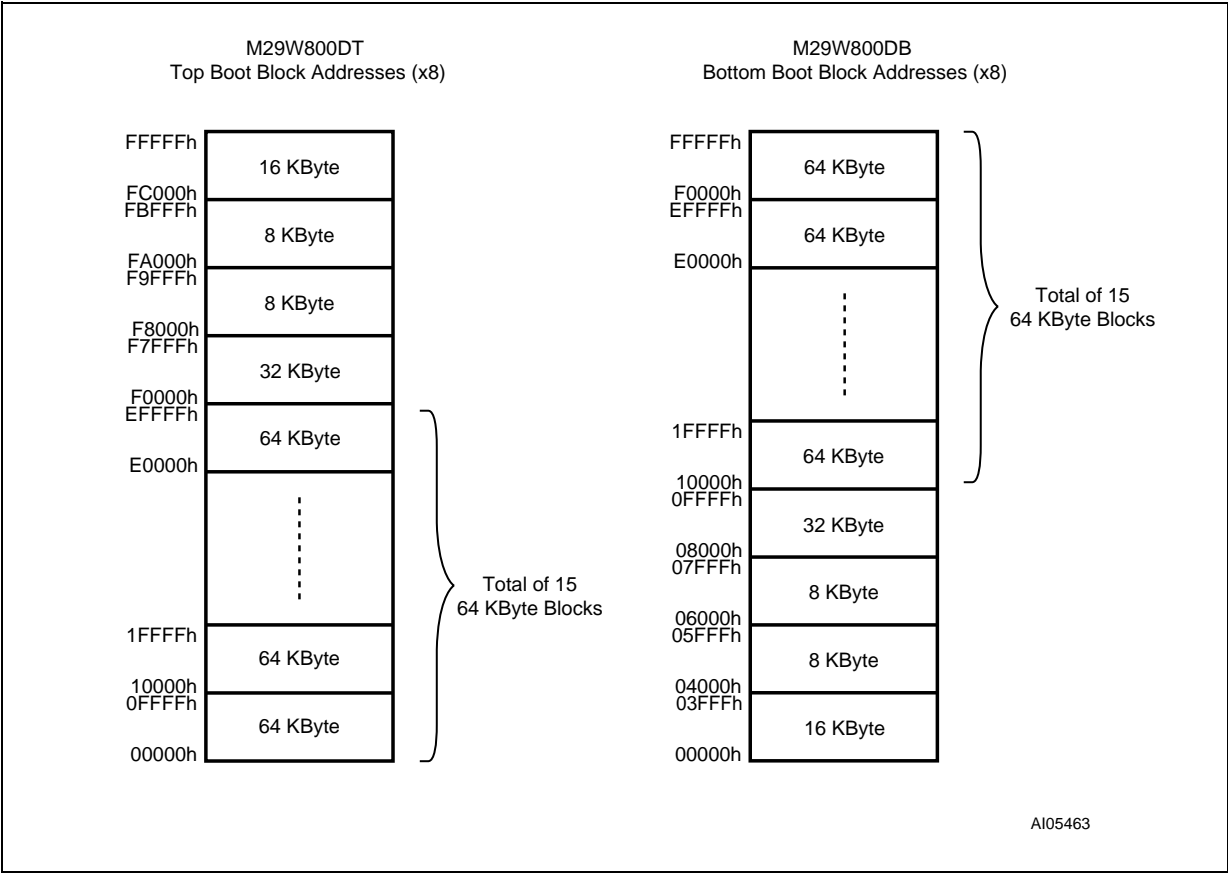 M29W800DT
Top Boot Block Addresses (x8)
FFFFFh
16 KByte
FC000h
FBFFFh
8 KByte
FA000h
F9FFFh
8 KByte
F8000h
F7FFFh
32 KByte
F0000h
EFFFFh
64 KByte
E0000h
Total of 15
64 KByte Blocks
1FFFFh
64 KByte
10000h
0FFFFh
64 KByte
00000h
M29W800DB
Bottom Boot Block Addresses (x8)
FFFFFh
64 KByte
F0000h
EFFFFh
64 KByte
E0000h
Total of 15
64 KByte Blocks
1FFFFh
64 KByte
10000h
0FFFFh
32 KByte
08000h
07FFFh
8 KByte
06000h
05FFFh
8 KByte
04000h
03FFFh
16 KByte
00000h
AI05463